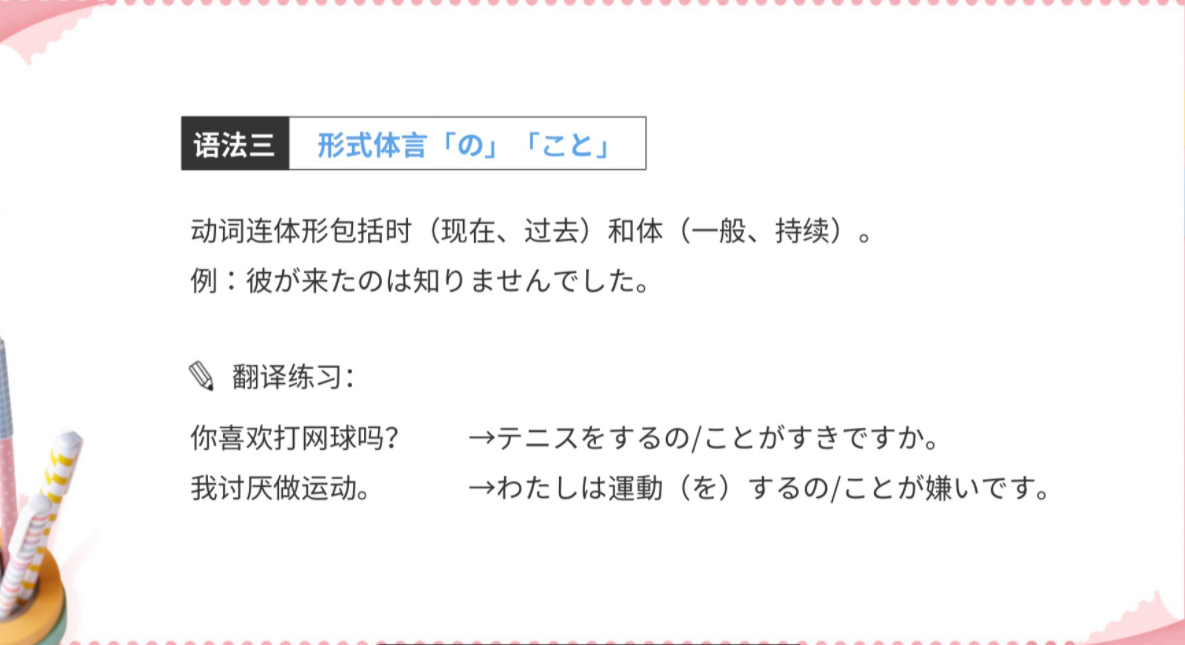 语法三 形式体言「の」「こと」
动词连体形包括时（现在、过去）和体（一般、持续）。
例：彼が来たのは知りませんでした。
翻译练习：
你喜欢打网球吗？ →テニスをするの/ことがすきですか。
我讨厌做运动。 →わたしは運動（を）するの/ことが嫌いです。